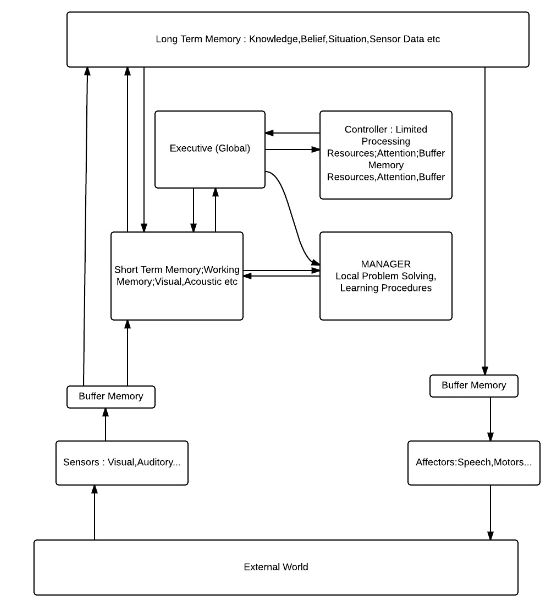 Long Term Memory : Knowledge,Belief,Situation,Sensor Data etc
Executive (Global)
Controller : Limited
Processing
Resources;Attention;Buffer
Memory
Resources,Attention,Buffer
Short Term Memory;Working
Memory;Visual,Acoustic etc
MANAGER
Local Problem Solving,
Learning Procedures
Buffer Memory
Buffer Memory
Sensors : Visual,Auditory...
Affectors:Speech,Motors...
External World